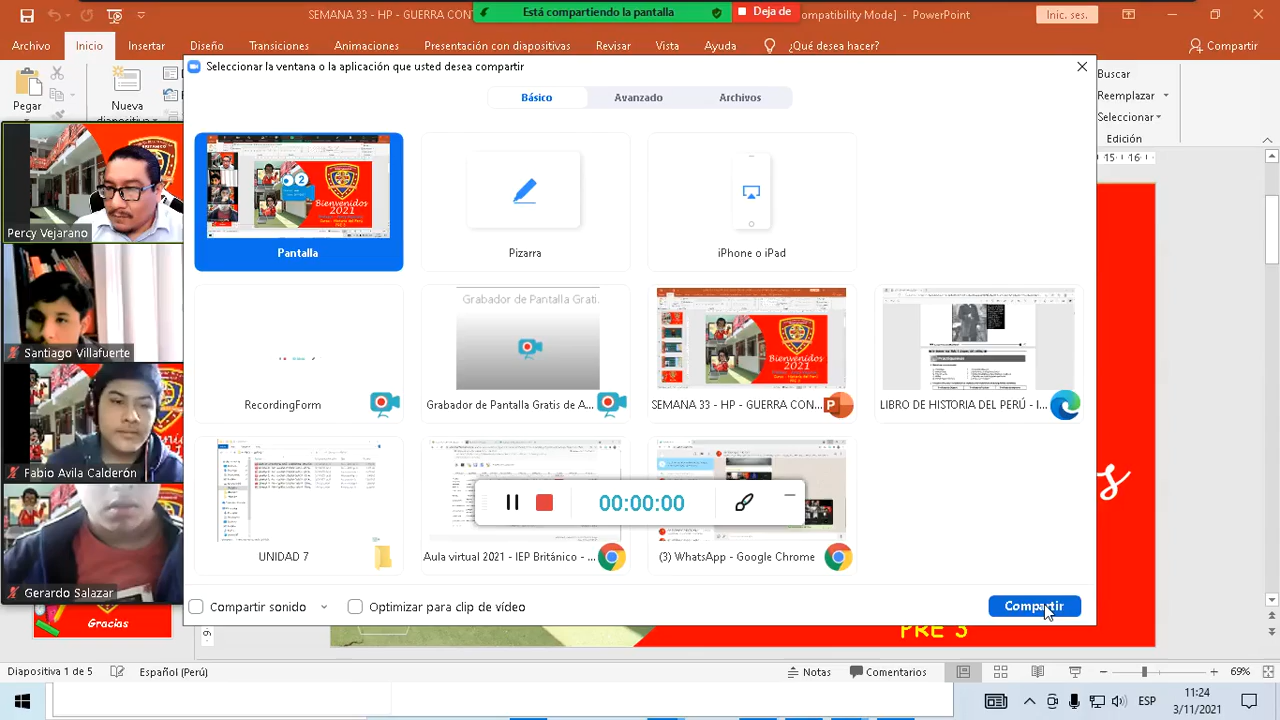 SEMANA 33 - HP - GUERRA CON
Está compartiendo la pantalla
Deja de
ompatibility Mode] - PowerPoint
Inic. ses.
Archivo
Inicio
Insertar
Diseño
Transiciones
Animaciones
Presentación con diapositivas
Revisar
Vista
Ayuda
¿Qué desea hacer?
Compartir
Pegar
Nueva
diapositiva
Buscar
Reemplazar
Seleccionar
Edición
15 16
Seleccionar la ventana o la aplicación que usted desea compartir
Básico
Avanzado
Archivos
Bienvenidos
2021
Pantalla
Pizarra
iPhone o iPad
Percy Vejarano
Santiago Villafuerte
Fabio Avila Calderón
Gerardo Salazar
Grabador de Pantalla Grati.
Bienvenidos
2021
RecordingForm
Grabador de Pantalla Gratis de A...
SEMANA 33 - HP - GUERRA CON...
LIBRO DE HISTORIA DEL PERÚ - I...
00:00:00
UNIDAD 7
Aula virtual 2021 - IEP Británico - ...
(3) WhatsApp - Google Chrome
Compartir sonido
Optimizar para clip de vídeo
Compartir
Gracias
PRE 3
Diapositiva 1 de 5
Español (Perú)
Notas
Comentarios
69%
ESP
11:24
3/11/2021